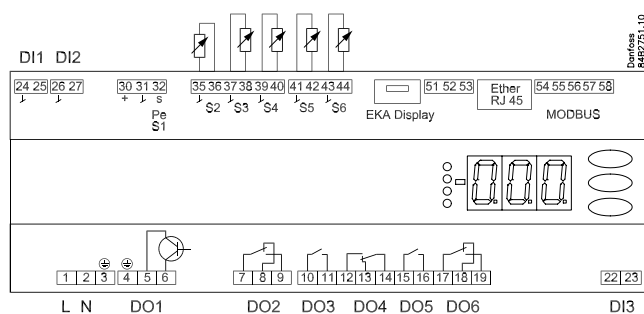 Danfoss
84B2751.10
DI1 DI2
24 25 26 27 30 31 32 35 36 37 38 39 40 41 42 43 44 51 52 53 Ether RJ 45 54 55 56 57 58
+ s
S2 S3 S4 S5 S6
Pe
S1
EKA Display
MODBUS
0.0.0.
1 2 3 4 5 6 7 8 9 10 11 12 13 14 15 16 17 18 19 22 23
L N DO1 DO2 DO3 DO4 DO5 DO6 DI3